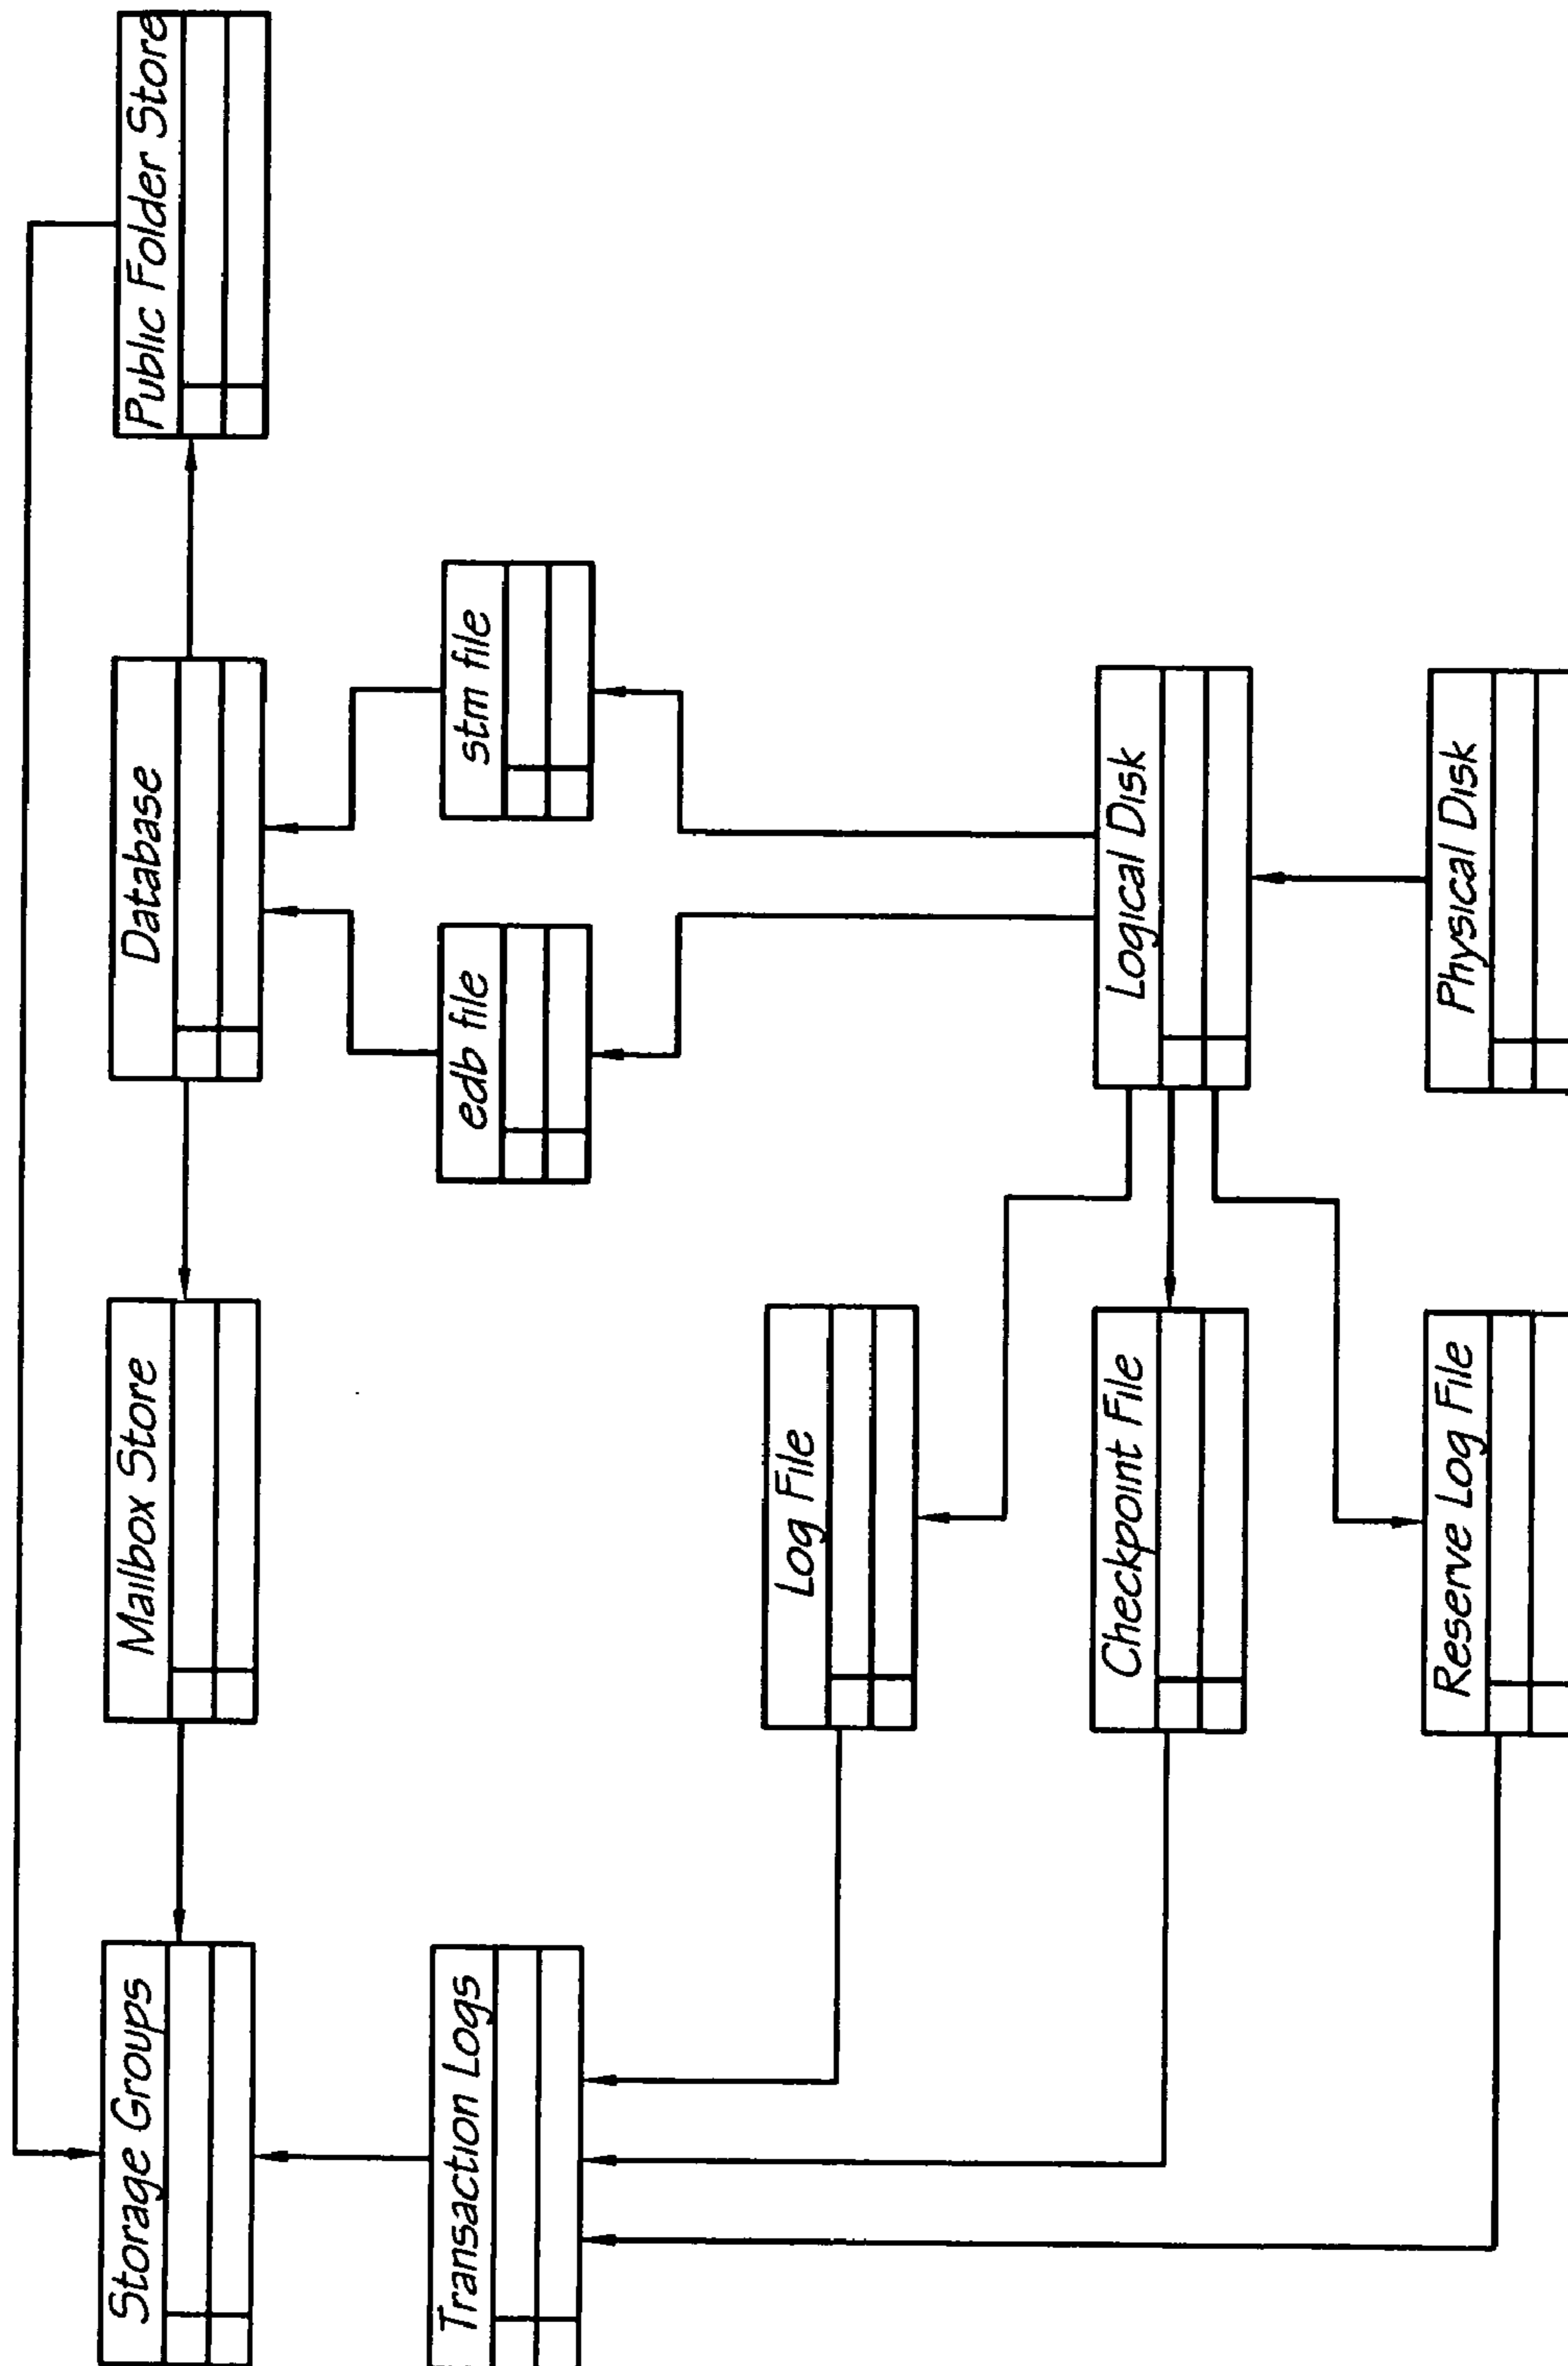 Storage Groups
Mailbox Store
Database
Public Folder Store
Transaction Logs
edb file
stm file
Log File
Checkpoint File
Logical Disk
Reserve Log File
Physical Disk